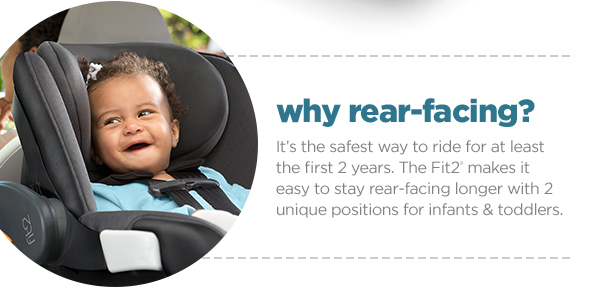 why rear-facing?
It's the safest way to ride for at least
the first 2 years. The Fit2® makes it
easy to stay rear-facing longer with 2
unique positions for infants & toddlers.
FIT2